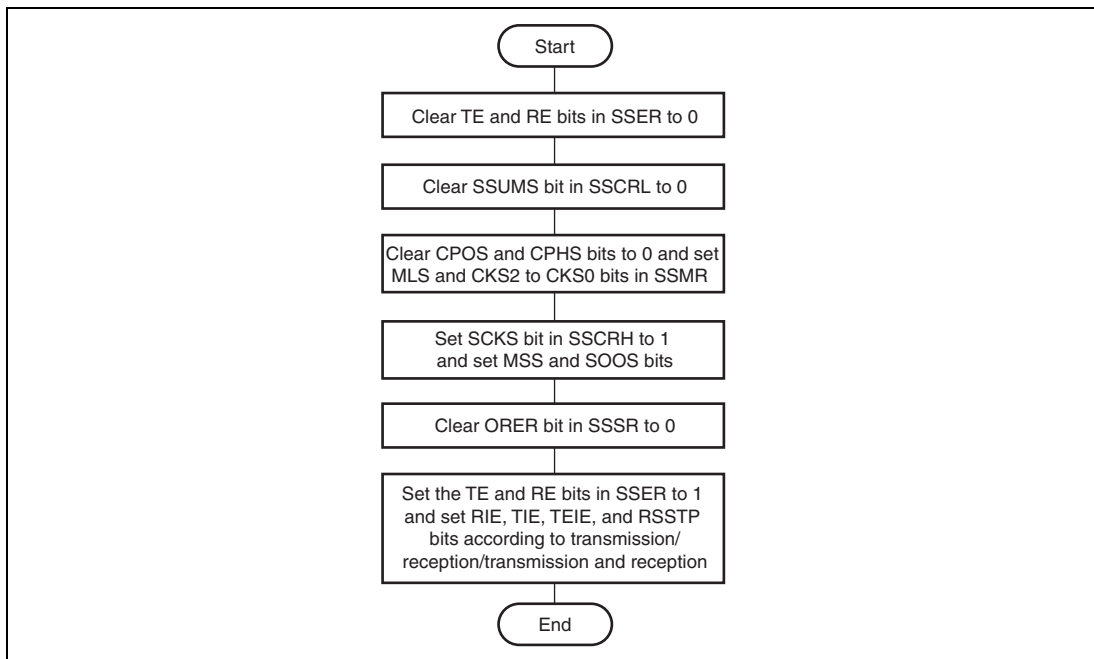 Start
Clear TE and RE bits in SSER to 0
Clear SSUMS bit in SSCRL to 0
Clear CPOS and CPHS bits to 0 and set
MLS and CKS2 to CKS0 bits in SSMR
Set SCKS bit in SSCRH to 1
and set MSS and SOOS bits
Clear ORER bit in SSSR to 0
Set the TE and RE bits in SSER to 1
and set RIE, TIE, TEIE, and RSSTP
bits according to transmission/
reception/transmission and reception
End